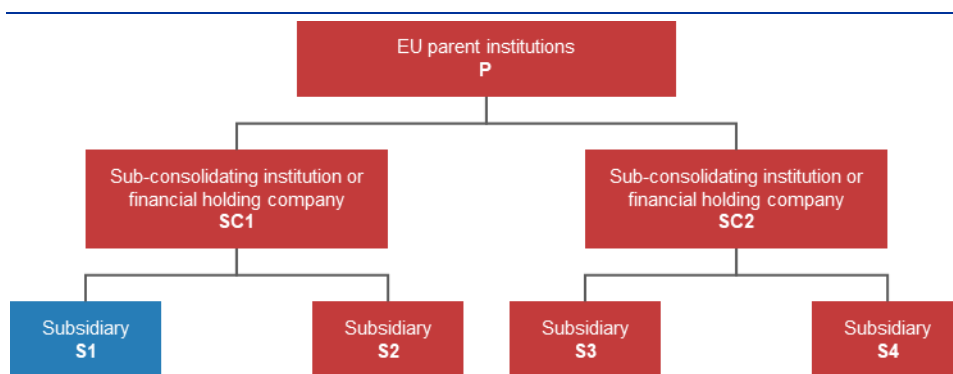 EU parent institutions
P
Sub-consolidating institution or
financial holding company
SC1
Sub-consolidating institution or
financial holding company
SC2
Subsidiary
S1
Subsidiary
S2
Subsidiary
S3
Subsidiary
S4